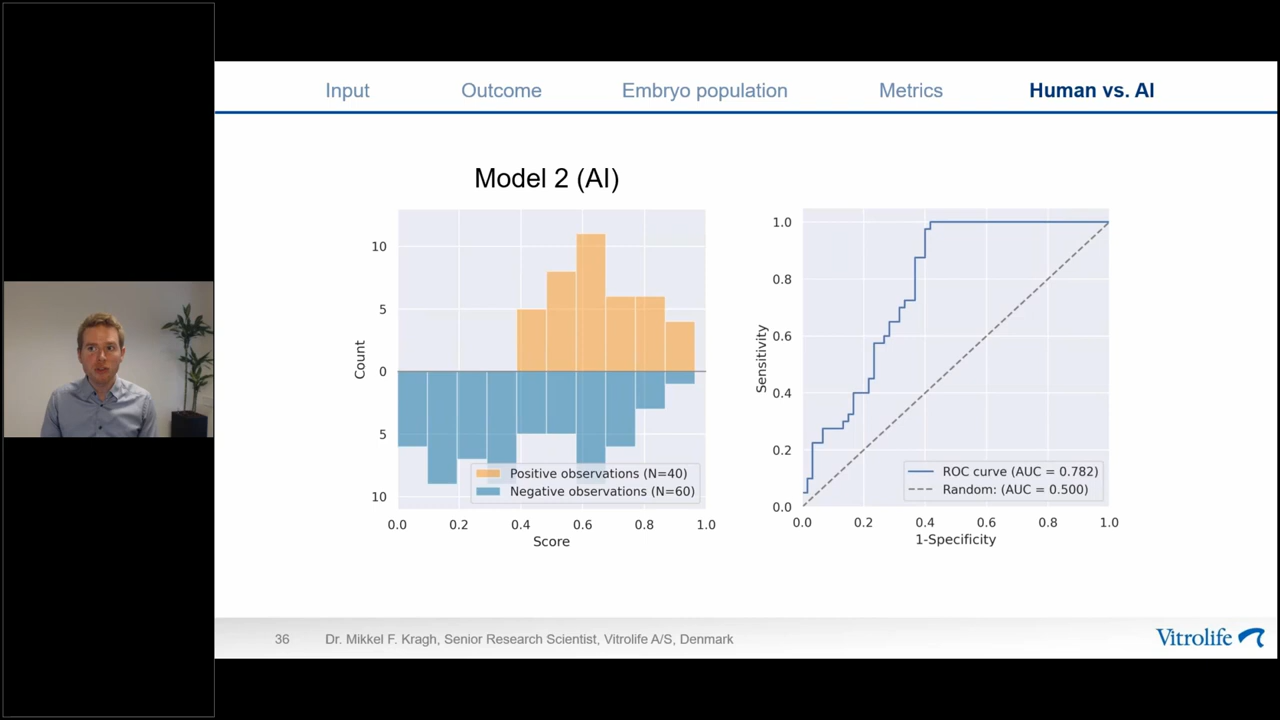 Input Outcome Embryo population Metrics Human vs. AI
Model 2 (AI)
10
5
0
5
10
Count
0.0 0.2 0.4 0.6 0.8 1.0
Score
Positive observations (N=40)
Negative observations (N=60)
1.0
0.8
0.6
0.4
0.2
0.0
Sensitivity
0.0 0.2 0.4 0.6 0.8 1.0
1-Specificity
ROC curve (AUC = 0.782)
Random: (AUC = 0.500)
36 Dr. Mikkel F. Kragh, Senior Research Scientist, Vitrolife A/S, Denmark
Vitrolife